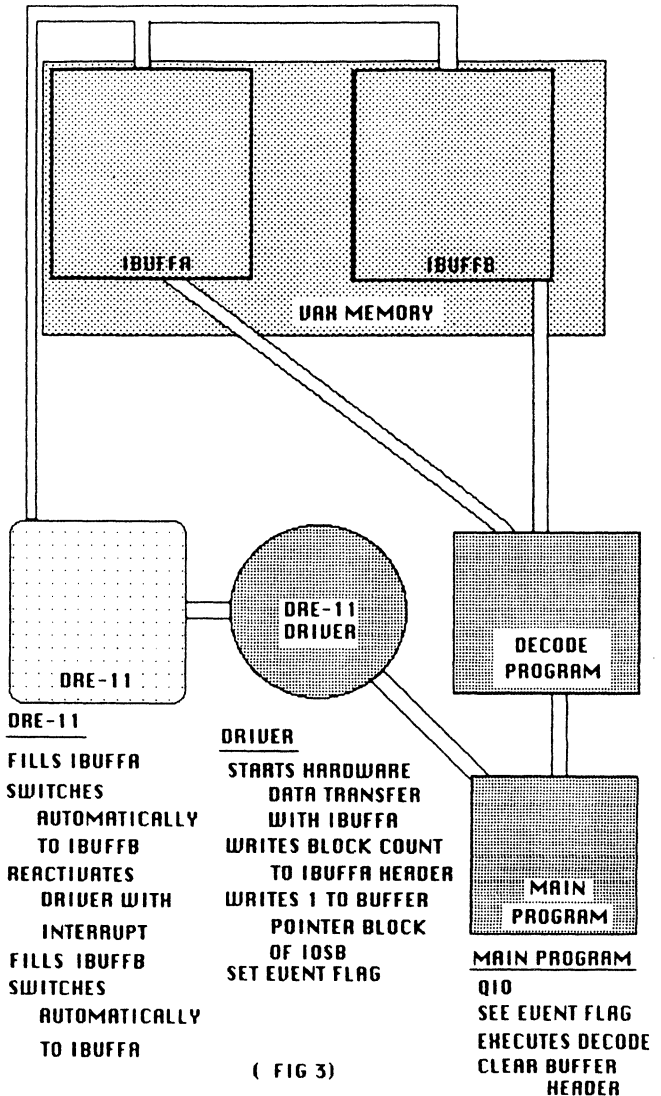 IBUFFA
IBUFFB
VAX MEMORY
DRE-11
DRE-11
DRIVER
DECODE
PROGRAM
MAIN
PROGRAM
DRE-11
FILLS IBUFFA
SWITCHES
AUTOMATICALLY
TO IBUFFB
REACTIVATES
DRIVER WITH
INTERRUPT
FILLS IBUFFB
SWITCHES
AUTOMATICALLY
TO IBUFFA
DRIVER
STARTS HARDWARE
DATA TRANSFER
WITH IBUFFA
WRITES BLOCK COUNT
TO IBUFFA HEADER
WRITES 1 TO BUFFER
POINTER BLOCK
OF IOSB
SET EVENT FLAG
MAIN PROGRAM
QIO
SEE EVENT FLAG
EXECUTES DECODE
CLEAR BUFFER
HEADER
( FIG 3)